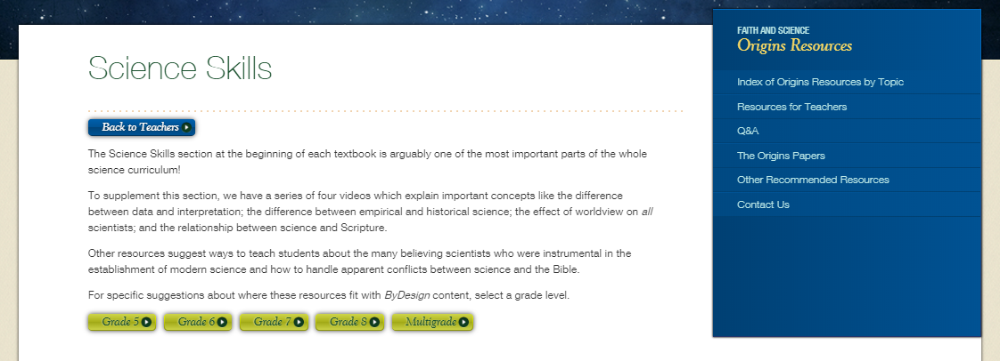 Science Skills
Back to Teachers
The Science Skills section at the beginning of each textbook is arguably one of the most important parts of the whole
science curriculum!
To supplement this section, we have a series of four videos which explain important concepts like the difference
between data and interpretation; the difference between empirical and historical science; the effect of worldview on all
scientists; and the relationship between science and Scripture.
Other resources suggest ways to teach students about the many believing scientists who were instrumental in the
establishment of modern science and how to handle apparent conflicts between science and the Bible.
For specific suggestions about where these resources fit with ByDesign content, select a grade level.
Grade 5 Grade 6 Grade 7 Grade 8 Multigrade
FAITH AND SCIENCE
Origins Resources
Index of Origins Resources by Topic
Resources for Teachers
Q&A
The Origins Papers
Other Recommended Resources
Contact Us